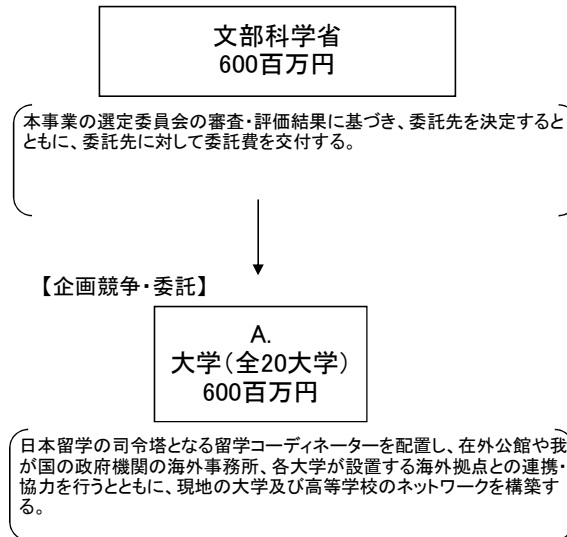 文部科学省
600百万円
本事業の選定委員会の審査・評価結果に基づき、委託先を決定すると
ともに、委託先に対して委託費を交付する。
【企画競争・委託】
A.
大学（全20大学）
600百万円
日本留学の司令塔となる留学コーディネーターを配置し、在外公館や我
が国の政府機関の海外事務所、各大学が設置する海外拠点との連携・
協力を行うとともに、現地の大学及び高等学校のネットワークを構築す
る。